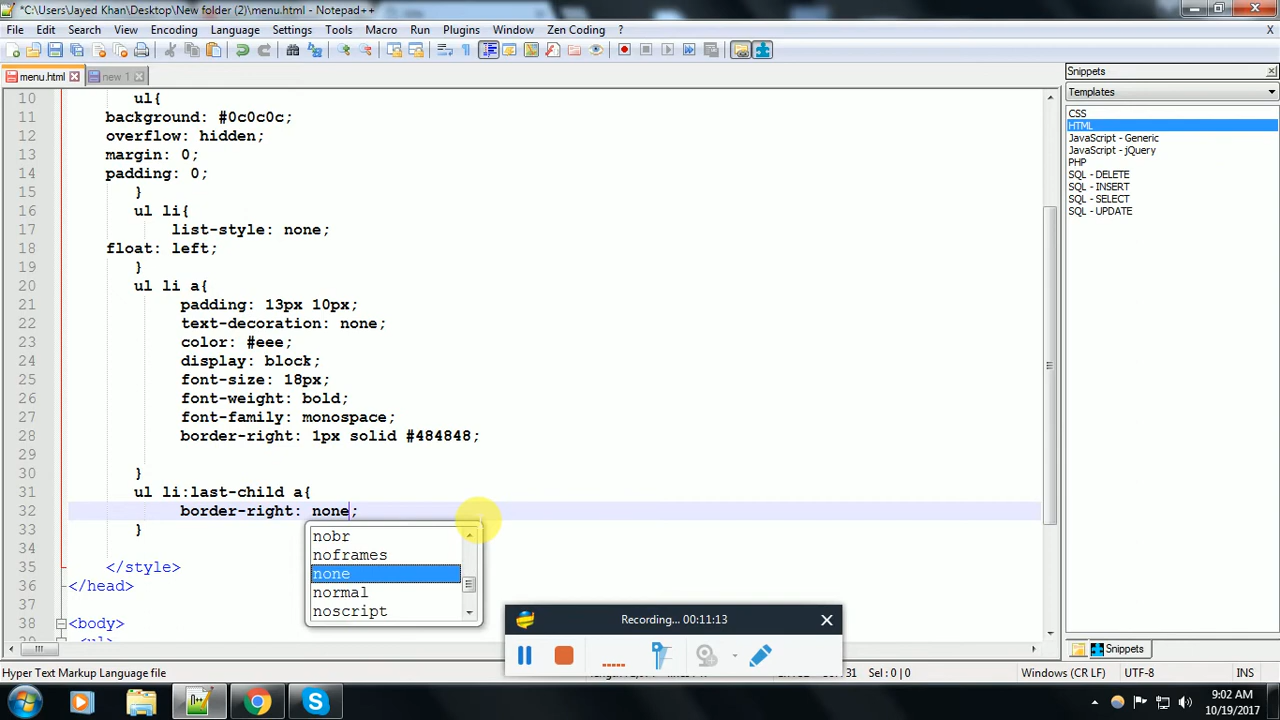 *C:\Users\Jayed Khan\Desktop\New folder (2)\menu.html - Notepad++
File Edit Search View Encoding Language Settings Tools Macro Run Plugins Window Zen Coding ? X
menu.html new 1
10 ul{
11 background: #0c0c0c;
12 overflow: hidden;
13 margin: 0;
14 padding: 0;
15 }
16 ul li{
17 list-style: none;
18 float: left;
19 }
20 ul li a{
21 padding: 13px 10px;
22 text-decoration: none;
23 color: #eee;
24 display: block;
25 font-size: 18px;
26 font-weight: bold;
27 font-family: monospace;
28 border-right: 1px solid #484848;
29
30 }
31 ul li:last-child a{
32 border-right: none;
33 }
34
35 </style>
36 </head>
37
38 <body>
nobr
noframes
none
normal
noscript
Snippets
Templates
CSS
HTML
JavaScript - Generic
JavaScript - jQuery
PHP
SQL - DELETE
SQL - INSERT
SQL - SELECT
SQL - UPDATE
Snippets
Recording... 00:11:13
Hyper Text Markup Language file
31 Sel : 0 | 0 Windows (CR LF) UTF-8 INS
9:02 AM
10/19/2017